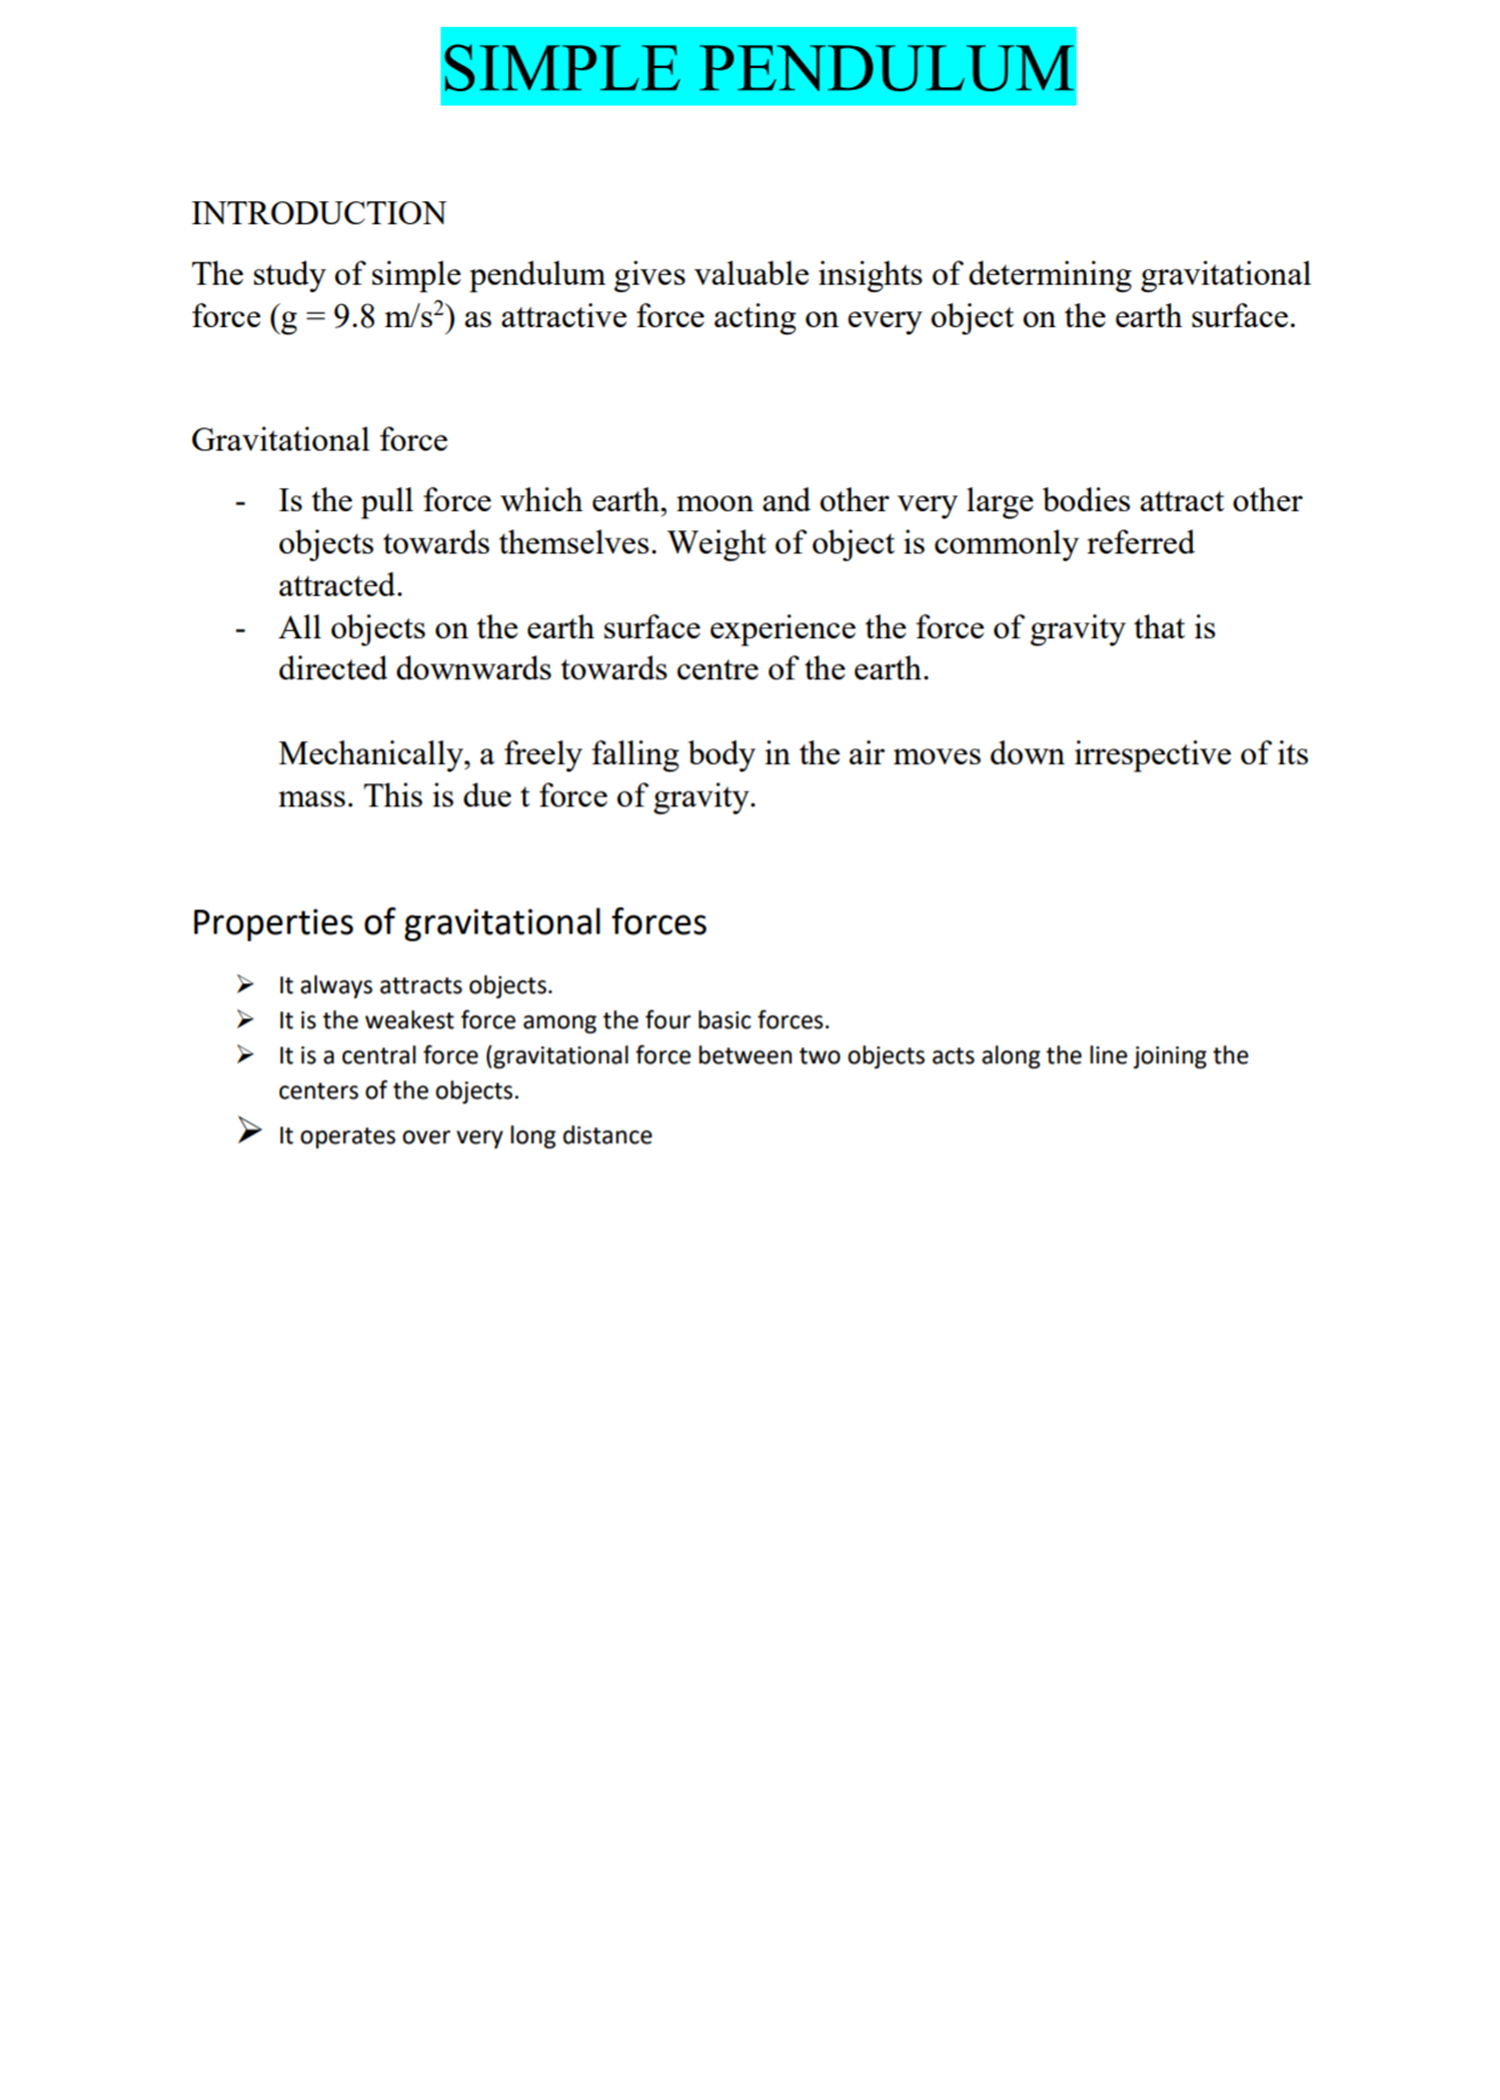 SIMPLE PENDULUM
INTRODUCTION
The study of simple pendulum gives valuable insights of determining gravitational
force (g = 9.8 m/s²) as attractive force acting on every object on the earth surface.
Gravitational force
- Is the pull force which earth, moon and other very large bodies attract other
objects towards themselves. Weight of object is commonly referred
attracted.
- All objects on the earth surface experience the force of gravity that is
directed downwards towards centre of the earth.
Mechanically, a freely falling body in the air moves down irrespective of its
mass. This is due t force of gravity.
Properties of gravitational forces
➢ It always attracts objects.
➢ It is the weakest force among the four basic forces.
➢ It is a central force (gravitational force between two objects acts along the line joining the
centers of the objects.
➢ It operates over very long distance